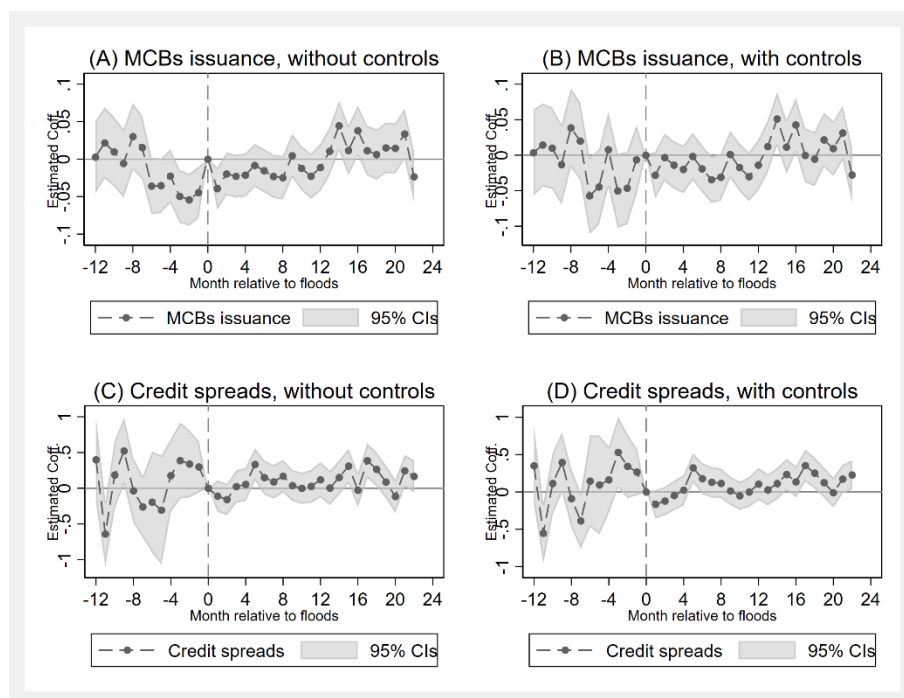 (A) MCBs issuance, without controls
Estimated Coff.
.1
.05
0
-.05
-.1
-12 -8 -4 0 4 8 12 16 20 24
Month relative to floods
MCBs issuance 95% CIs
(B) MCBs issuance, with controls
Estimated Coff.
.1
.05
0
-.05
-.1
-12 -8 -4 0 4 8 12 16 20 24
Month relative to floods
MCBs issuance 95% CIs
(C) Credit spreads, without controls
Estimated Coff.
1
.5
0
-.5
-1
-12 -8 -4 0 4 8 12 16 20 24
Month relative to floods
Credit spreads 95% CIs
(D) Credit spreads, with controls
Estimated Coff.
1
.5
0
-.5
-1
-12 -8 -4 0 4 8 12 16 20 24
Month relative to floods
Credit spreads 95% CIs